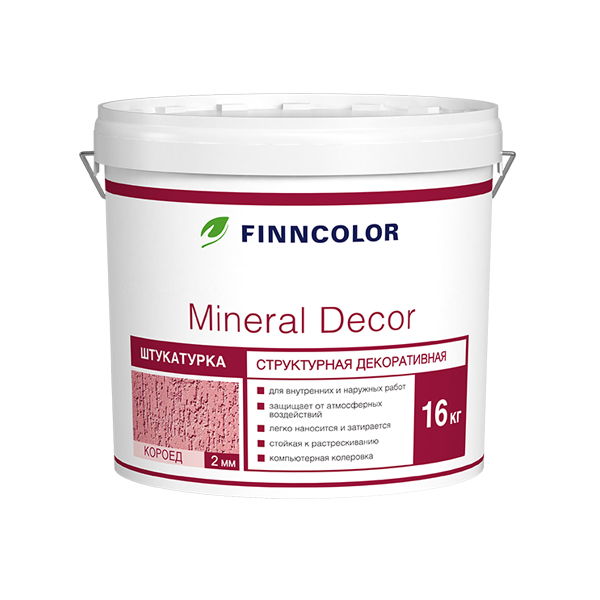 FINNCOLOR
Mineral Decor
ШТУКАТУРКА
СТРУКТУРНАЯ ДЕКОРАТИВНАЯ
для внутренних и наружных работ
защищает от атмосферных
воздействий
легко наносится и затирается
стойкая к растрескиванию
компьютерная колеровка
16 кг
КОРОЕД
2 мм